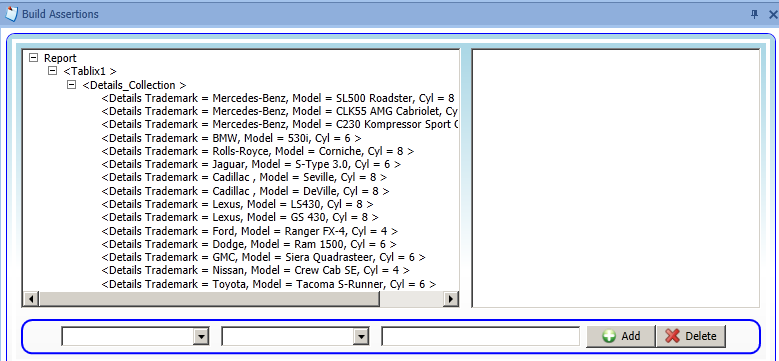 Build Assertions
Report
<Tablix1 >
<Details_Collection >
<Details Trademark = Mercedes-Benz, Model = SL500 Roadster, Cyl = 8
<Details Trademark = Mercedes-Benz, Model = CLK55 AMG Cabriolet, Cy
<Details Trademark = Mercedes-Benz, Model = C230 Kompressor Sport C
<Details Trademark = BMW, Model = 530i, Cyl = 6 >
<Details Trademark = Rolls-Royce, Model = Corniche, Cyl = 8 >
<Details Trademark = Jaguar, Model = S-Type 3.0, Cyl = 6 >
<Details Trademark = Cadillac , Model = Seville, Cyl = 8 >
<Details Trademark = Cadillac , Model = DeVille, Cyl = 8 >
<Details Trademark = Lexus, Model = LS430, Cyl = 8 >
<Details Trademark = Lexus, Model = GS 430, Cyl = 8 >
<Details Trademark = Ford, Model = Ranger FX-4, Cyl = 4 >
<Details Trademark = Dodge, Model = Ram 1500, Cyl = 6 >
<Details Trademark = GMC, Model = Siera Quadrasteer, Cyl = 6 >
<Details Trademark = Nissan, Model = Crew Cab SE, Cyl = 4 >
<Details Trademark = Toyota, Model = Tacoma S-Runner, Cyl = 6 >
Add Delete